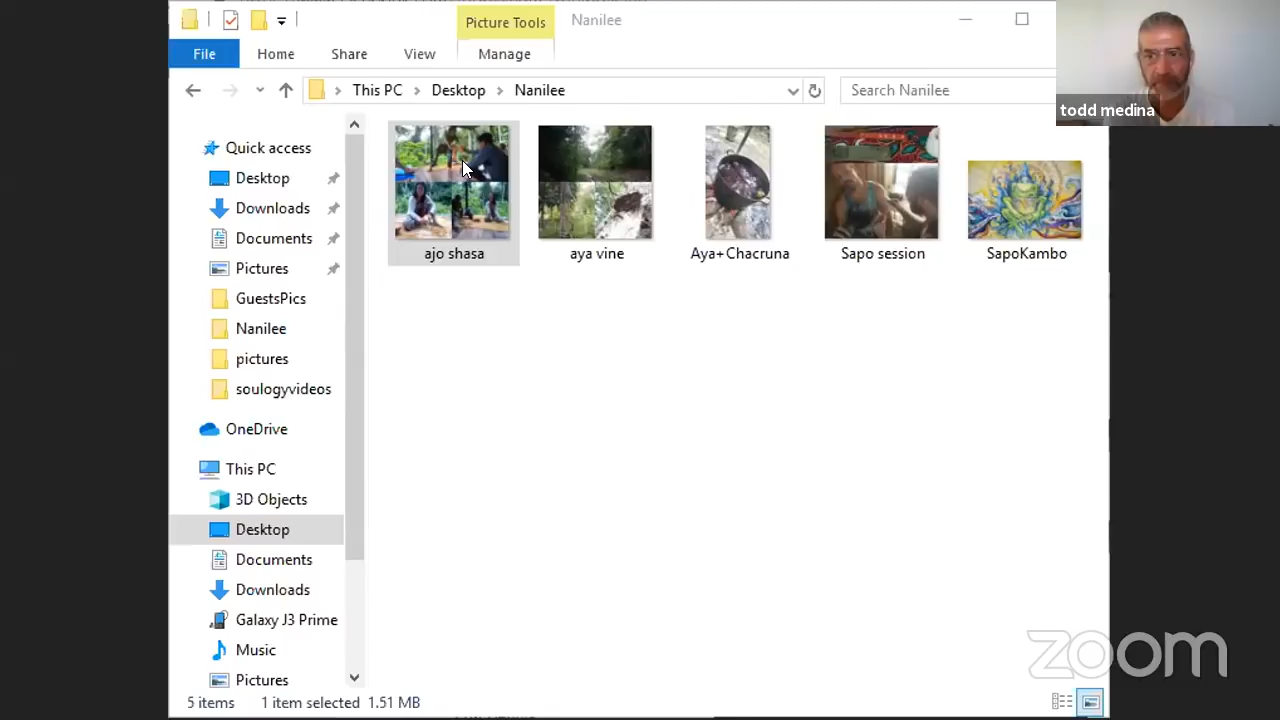 Picture Tools
Nanilee
File
Home
Share
View
Manage
This PC
Desktop
Nanilee
Search Nanilee
todd medina
Quick access
Desktop
Downloads
Documents
Pictures
GuestsPics
Nanilee
pictures
soulogyvideos
OneDrive
This PC
3D Objects
Desktop
Documents
Downloads
Galaxy J3 Prime
Music
Pictures
ajo shasa
aya vine
Aya+Chacruna
Sapo session
SapoKambo
5 items
1 item selected
1.51 MB
zoom